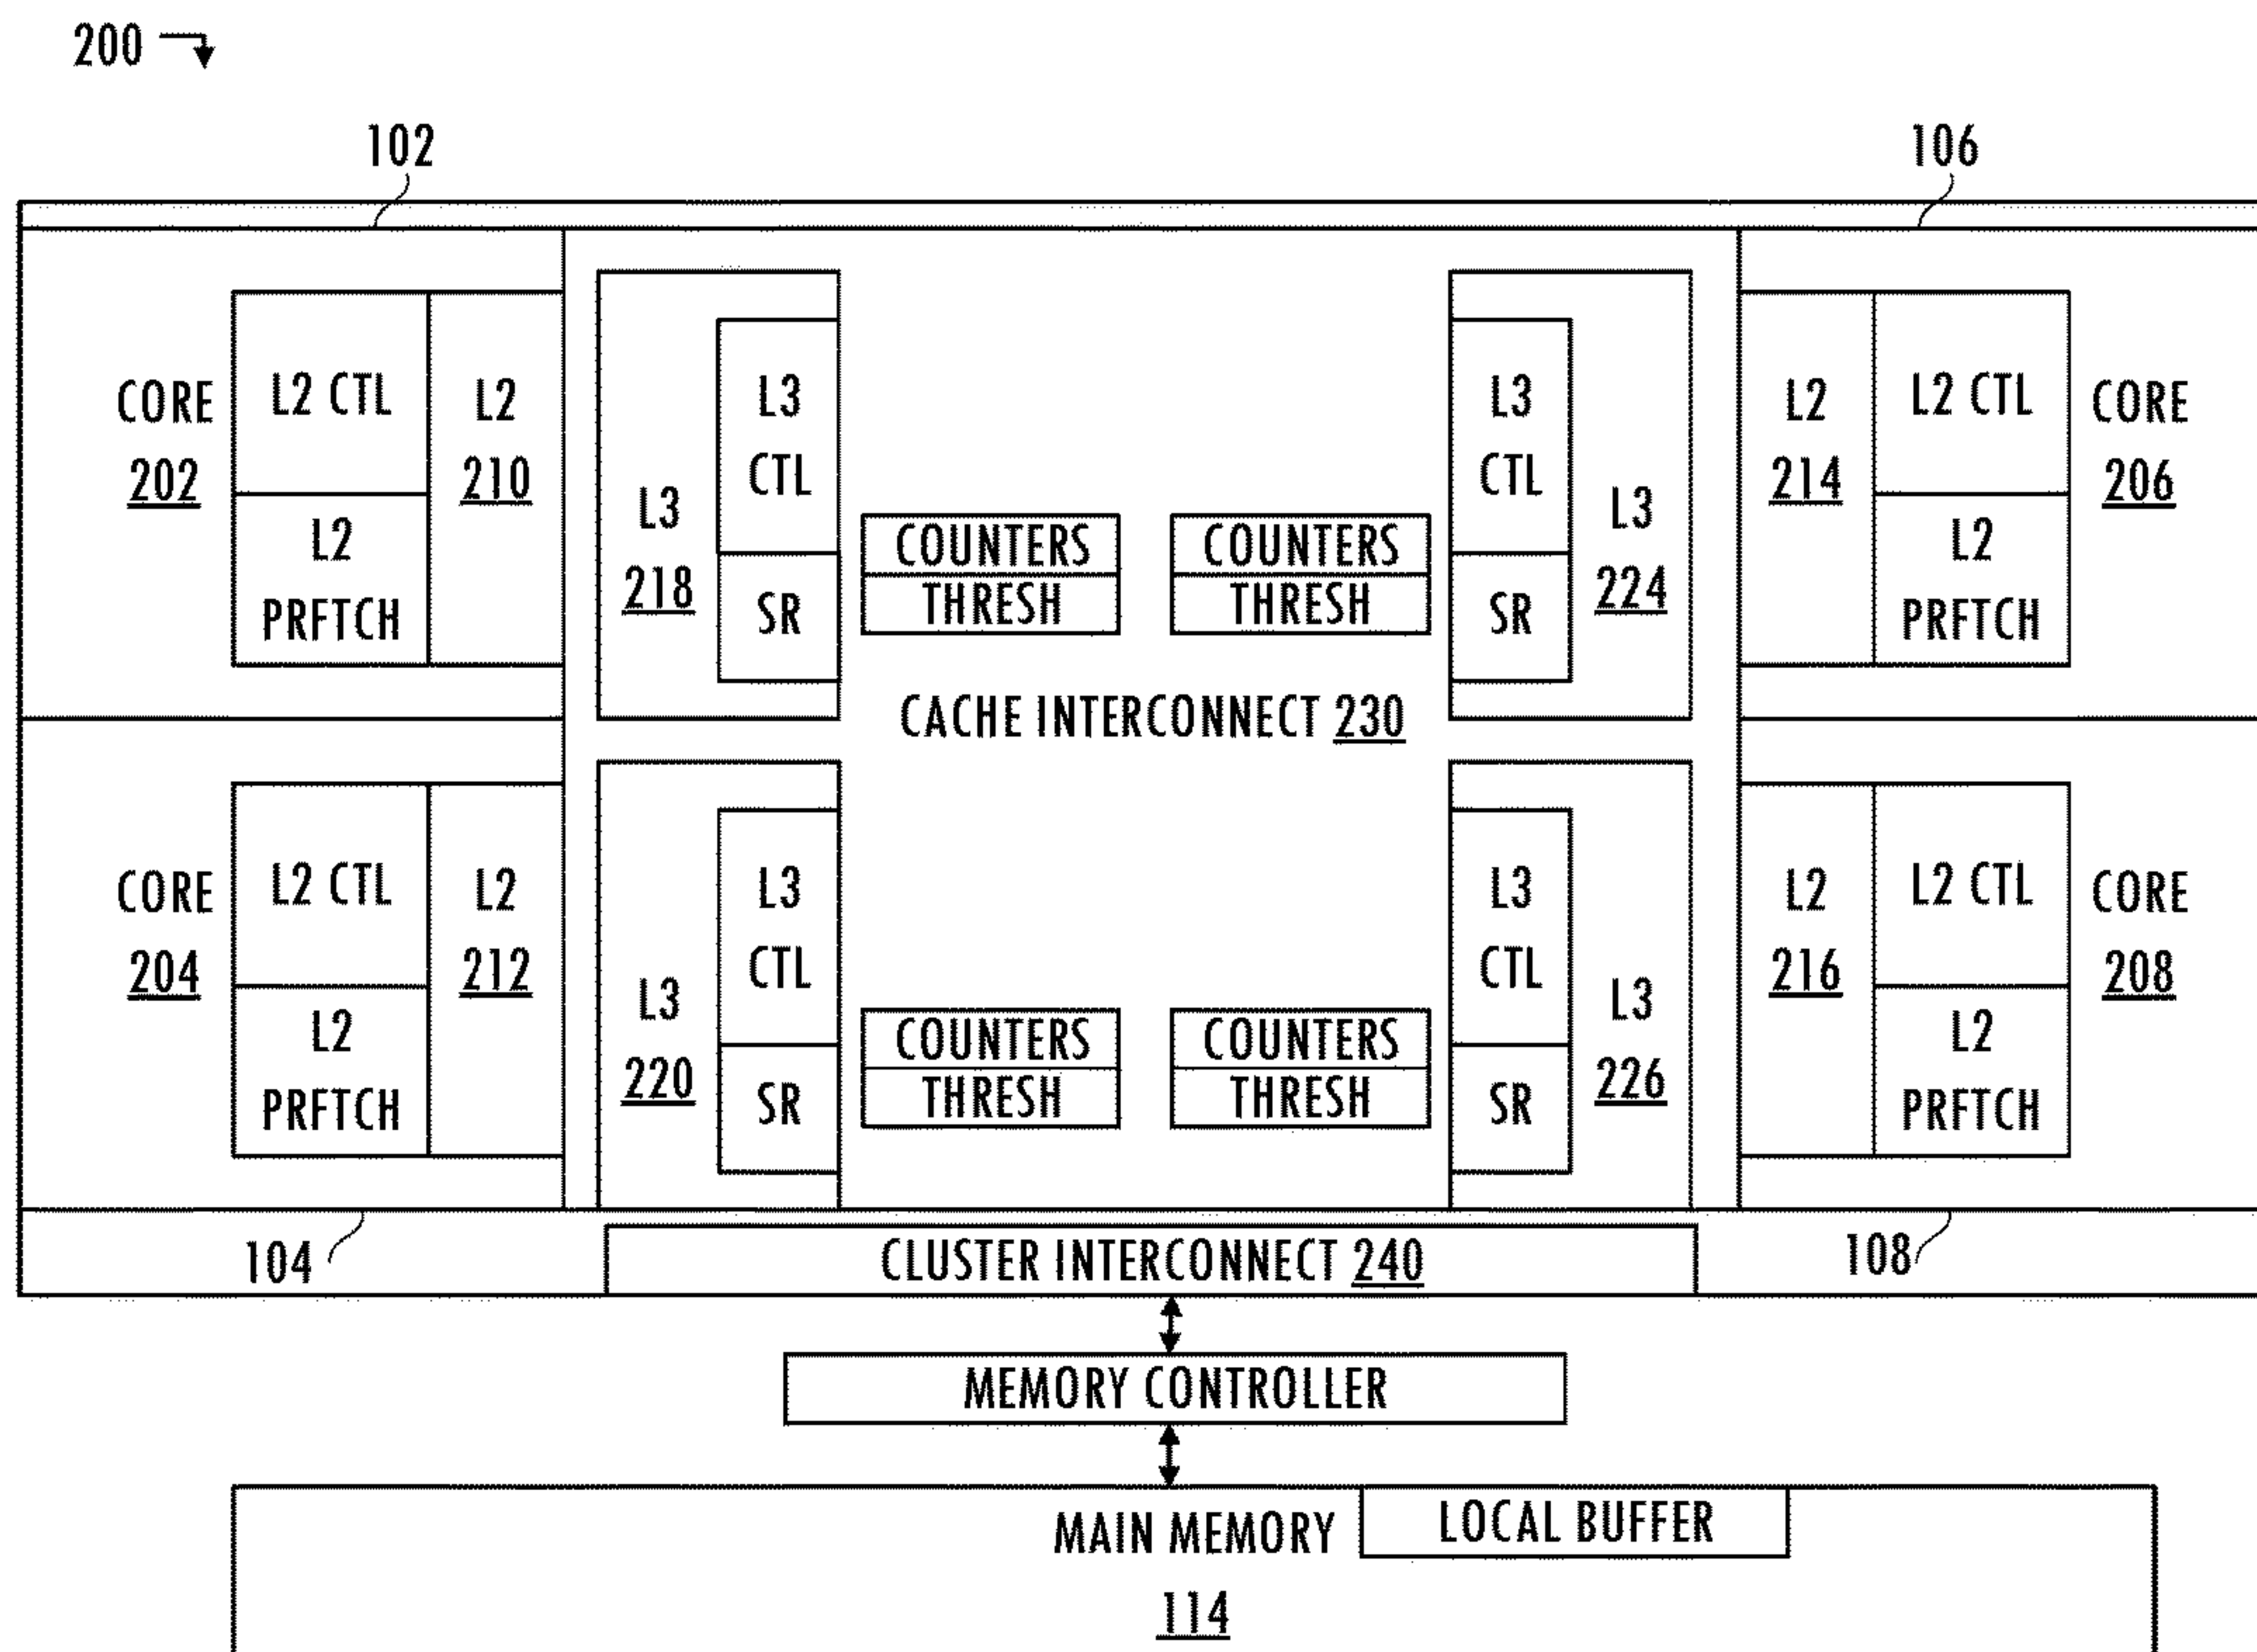 200
102
106
CORE
202
L2 CTL
L2
PRFTCH
L2
210
L3
218
L3
CTL
SR
COUNTERS
THRESH
COUNTERS
THRESH
L3
CTL
SR
L3
224
L2
214
L2 CTL
L2
PRFTCH
CORE
206
CACHE INTERCONNECT 230
CORE
204
L2 CTL
L2
PRFTCH
L2
212
L3
220
L3
CTL
SR
COUNTERS
THRESH
COUNTERS
THRESH
L3
CTL
SR
L3
226
L2
216
L2 CTL
L2
PRFTCH
CORE
208
104
CLUSTER INTERCONNECT 240
108
MEMORY CONTROLLER
MAIN MEMORY
114
LOCAL BUFFER